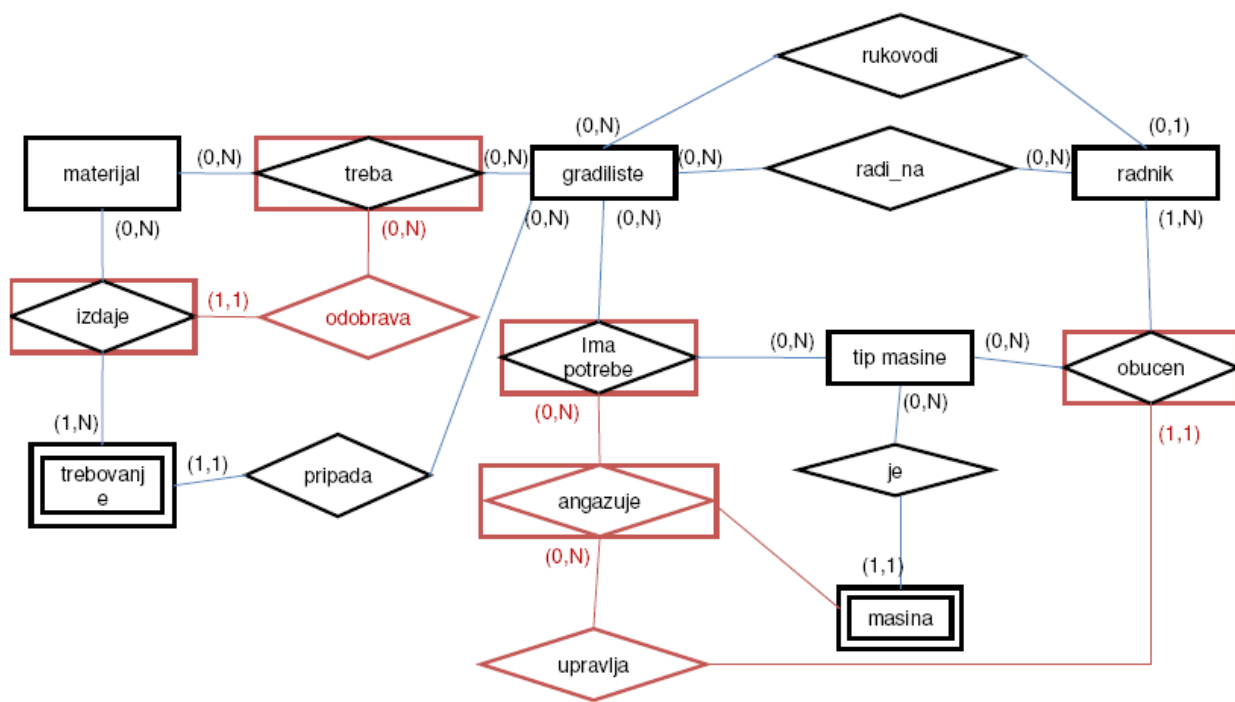 rukovodi
(0,N)
(0,1)
materijal
(0,N)
treba
(0,N)
gradiliste
(0,N)
radi_na
(0,N)
radnik
(0,N)
(0,N)
(0,N)
(0,N)
(1,N)
izdaje
(1,1)
odobrava
Ima
potrebe
(0,N)
tip masine
(0,N)
obucen
(0,N)
(0,N)
(1,1)
(1,N)
trebovanj
e
(1,1)
pripada
je
angazuje
(0,N)
(1,1)
masina
upravlja